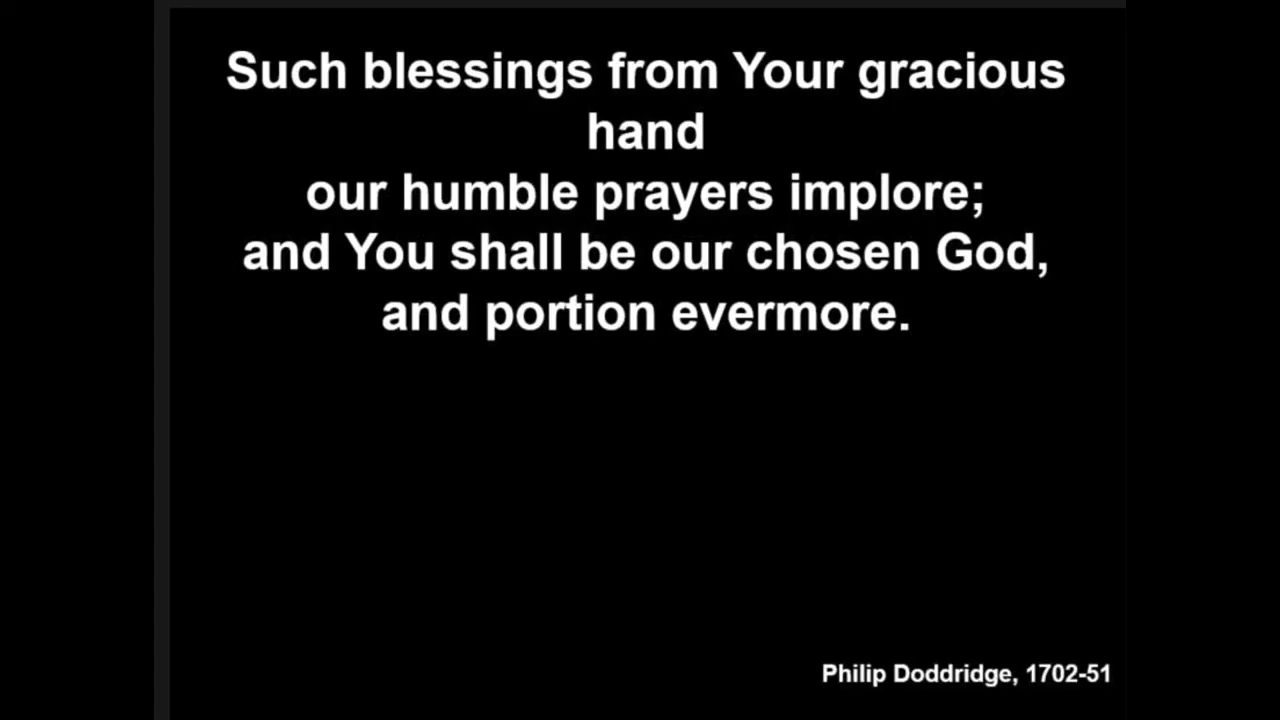 Such blessings from Your gracious
hand
our humble prayers implore;
and You shall be our chosen God,
and portion evermore.
Philip Doddridge, 1702-51